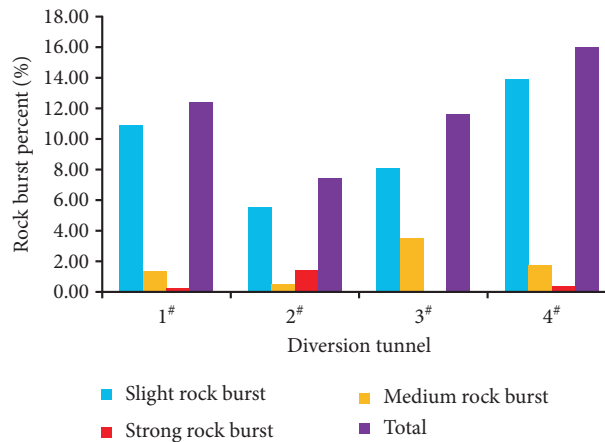 Rock burst percent (%)
18.00
16.00
14.00
12.00
10.00
8.00
6.00
4.00
2.00
0.00
1# 2# 3# 4#
Diversion tunnel
Slight rock burst Medium rock burst
Strong rock burst Total